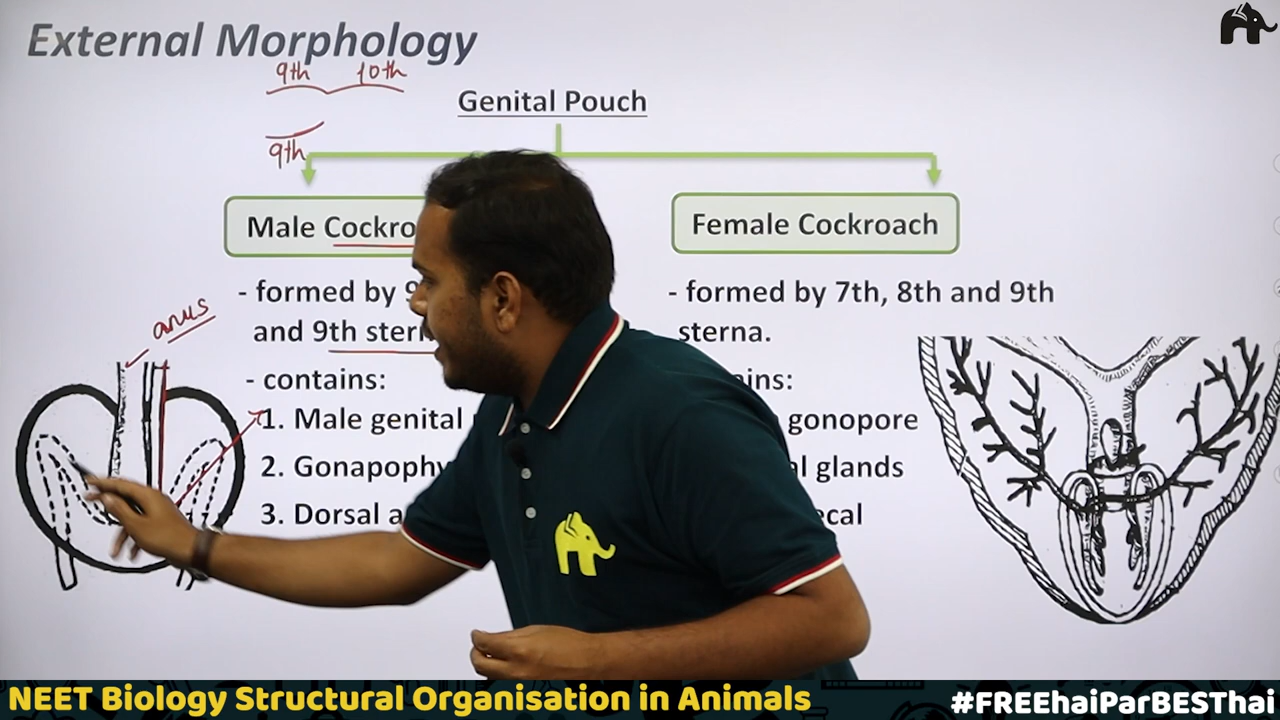 External Morphology
9th 10th
Genital Pouch
9th
Male Cockro
Female Cockroach
- formed by 9
and 9th stern
- formed by 7th, 8th and 9th
sterna.
anus
- contains:
1. Male genital
2. Gonapophy
3. Dorsal a
ains:
gonopore
l glands
ecal
NEET Biology Structural Organisation in Animals
#FREEhaiParBESThai